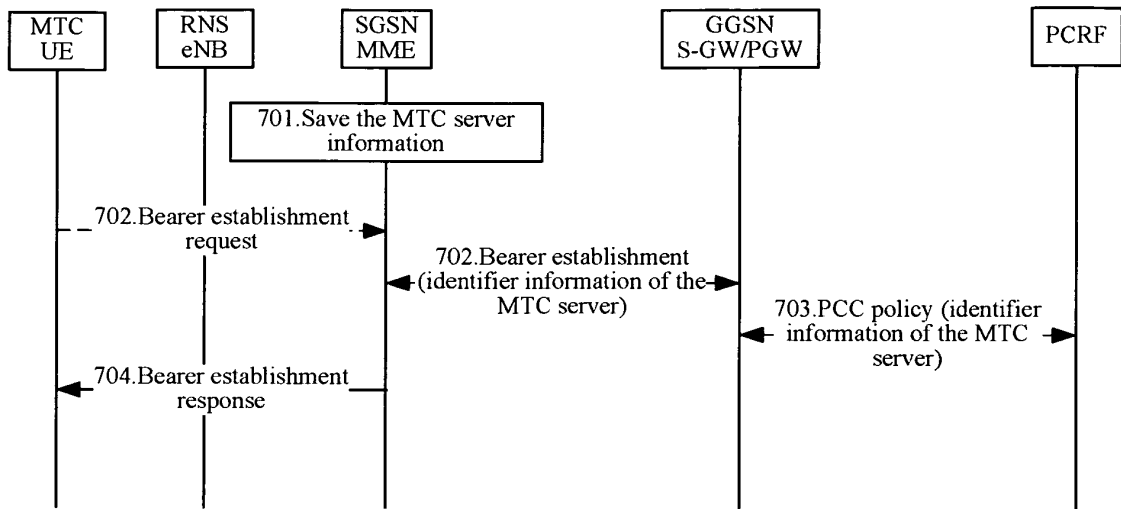 MTC
UE
RNS
eNB
SGSN
MME
GGSN
S-GW/PGW
PCRF
701.Save the MTC server
information
702.Bearer establishment
request
702.Bearer establishment
(identifier information of the
MTC server)
703.PCC policy (identifier
information of the MTC
server)
704.Bearer establishment
response